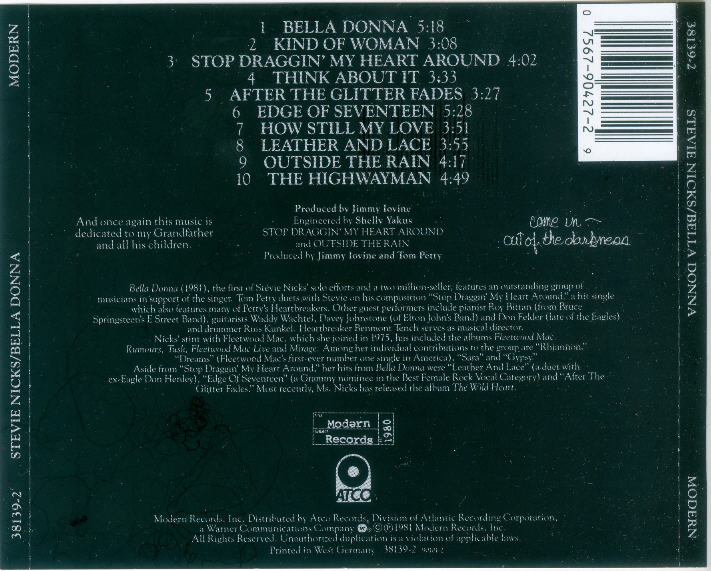 1 BELLA DONNA 5:18
2 KIND OF WOMAN 3:08
3 STOP DRAGGIN' MY HEART AROUND 4:02
4 THINK ABOUT IT 3:33
5 AFTER THE GLITTER FADES 3:27
6 EDGE OF SEVENTEEN 5:28
7 HOW STILL MY LOVE 3:51
8 LEATHER AND LACE 3:55
9 OUTSIDE THE RAIN 4:17
10 THE HIGHWAYMAN 4:49
And once again this music is
dedicated to my Grandfather
and all his children.
Produced by Jimmy Iovine
Engineered by Shelly Yakus
STOP DRAGGIN' MY HEART AROUND
and OUTSIDE THE RAIN
Produced by Jimmy Iovine and Tom Petty
come in ~
out of the darkness
Bella Donna (1981), the first of Stevie Nicks' solo efforts and a two million-seller, features an outstanding group of
musicians in support of the singer. Tom Petty duets with Stevie on his composition "Stop Draggin' My Heart Around," a hit single
which also features many of Petty's Heartbreakers. Other guest performers include pianist Roy Bittan (from Bruce
Springsteen's E Street Band), guitarists Waddy Wachtel, Davey Johnstone (of Elton John's Band) and Don Felder (late of the Eagles)
and drummer Russ Kunkel. Heartbreaker Benmont Tench serves as musical director.
Nicks' stint with Fleetwood Mac, which she joined in 1975, has included the albums Fleetwood Mac,
Rumours, Tusk, Fleetwood Mac Live and Mirage. Among her individual contributions to the group are "Rhiannon,"
"Dreams" (Fleetwood Mac's first-ever number one single in America), "Sara" and "Gypsy."
Aside from "Stop Draggin' My Heart Around," her hits from Bella Donna were "Leather And Lace" (a duet with
ex-Eagle Don Henley), "Edge Of Seventeen" (a Grammy nominee in the Best Female Rock Vocal Category) and "After The
Glitter Fades." Most recently, Ms. Nicks has released the album The Wild Heart.
Modern
Records
1980
ATCO
Modern Records, Inc. Distributed by Atco Records, Division of Atlantic Recording Corporation,
a Warner Communications Company ©℗1981 Modern Records, Inc.
All Rights Reserved. Unauthorized duplication is a violation of applicable laws.
Printed in West Germany 38139-2
0 7567-90427-2 9
MODERN
STEVIE NICKS/BELLA DONNA
38139-2
38139-2
STEVIE NICKS/BELLA DONNA
MODERN